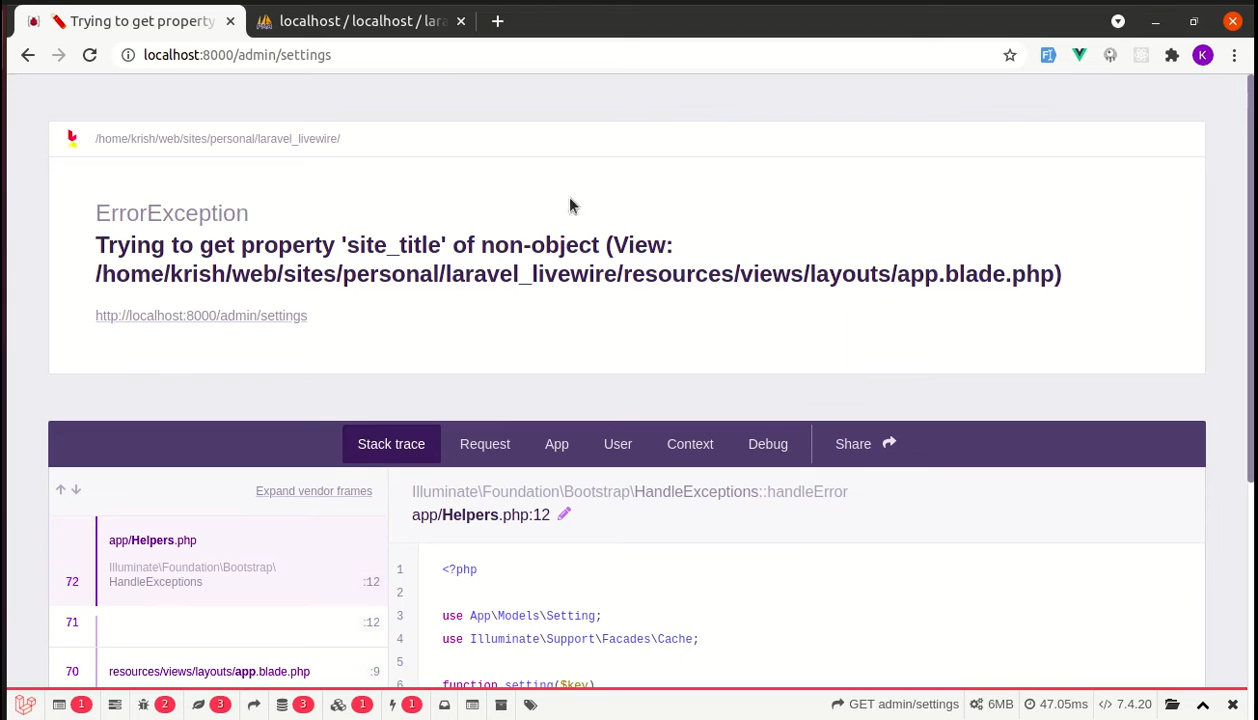 Trying to get property
localhost / localhost / lara
localhost:8000/admin/settings
K
/home/krish/web/sites/personal/laravel_livewire/
ErrorException
Trying to get property 'site_title' of non-object (View:
/home/krish/web/sites/personal/laravel_livewire/resources/views/layouts/app.blade.php)
http://localhost:8000/admin/settings
Stack trace
Request
App
User
Context
Debug
Share
Expand vendor frames
Illuminate\Foundation\Bootstrap\HandleExceptions::handleError
app/Helpers.php:12
app/Helpers.php
Illuminate\Foundation\Bootstrap\
72 HandleExceptions :12
71 :12
70 resources/views/layouts/app.blade.php :9
1 <?php
2
3 use App\Models\Setting;
4 use Illuminate\Support\Facades\Cache;
5
6 function setting($key)
1 2 3 3 1 1 GET admin/settings 6MB 47.05ms 7.4.20